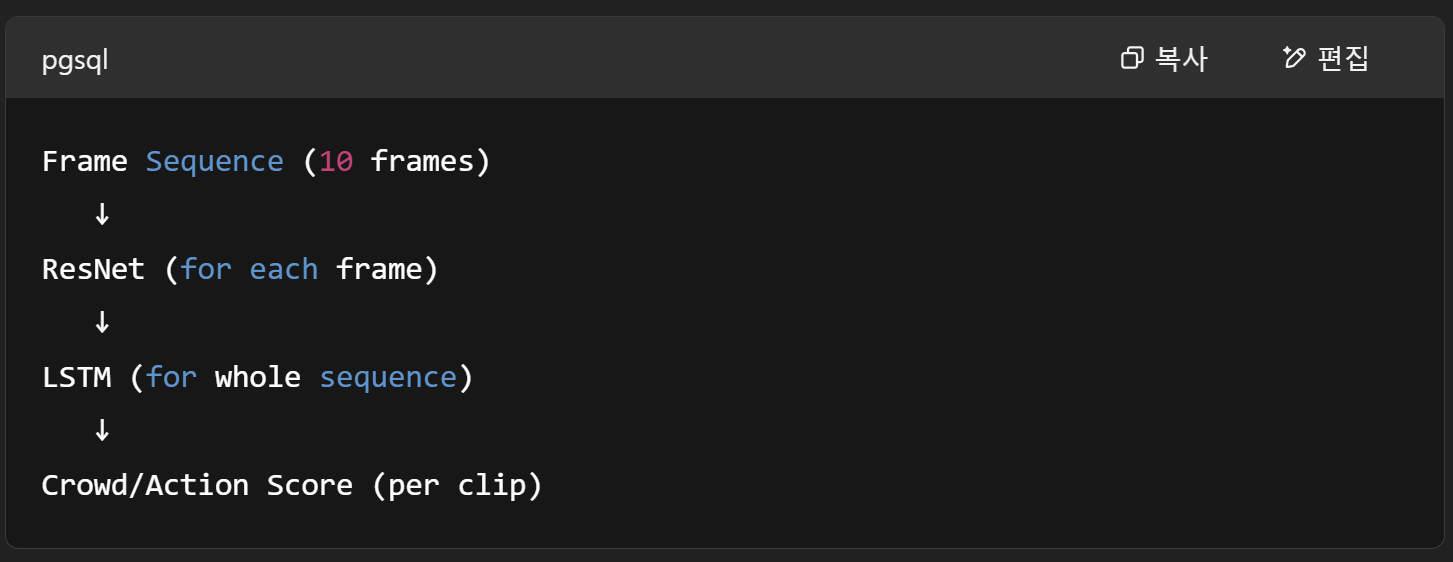 pgsql 복사 편집
Frame Sequence (10 frames)
↓
ResNet (for each frame)
↓
LSTM (for whole sequence)
↓
Crowd/Action Score (per clip)